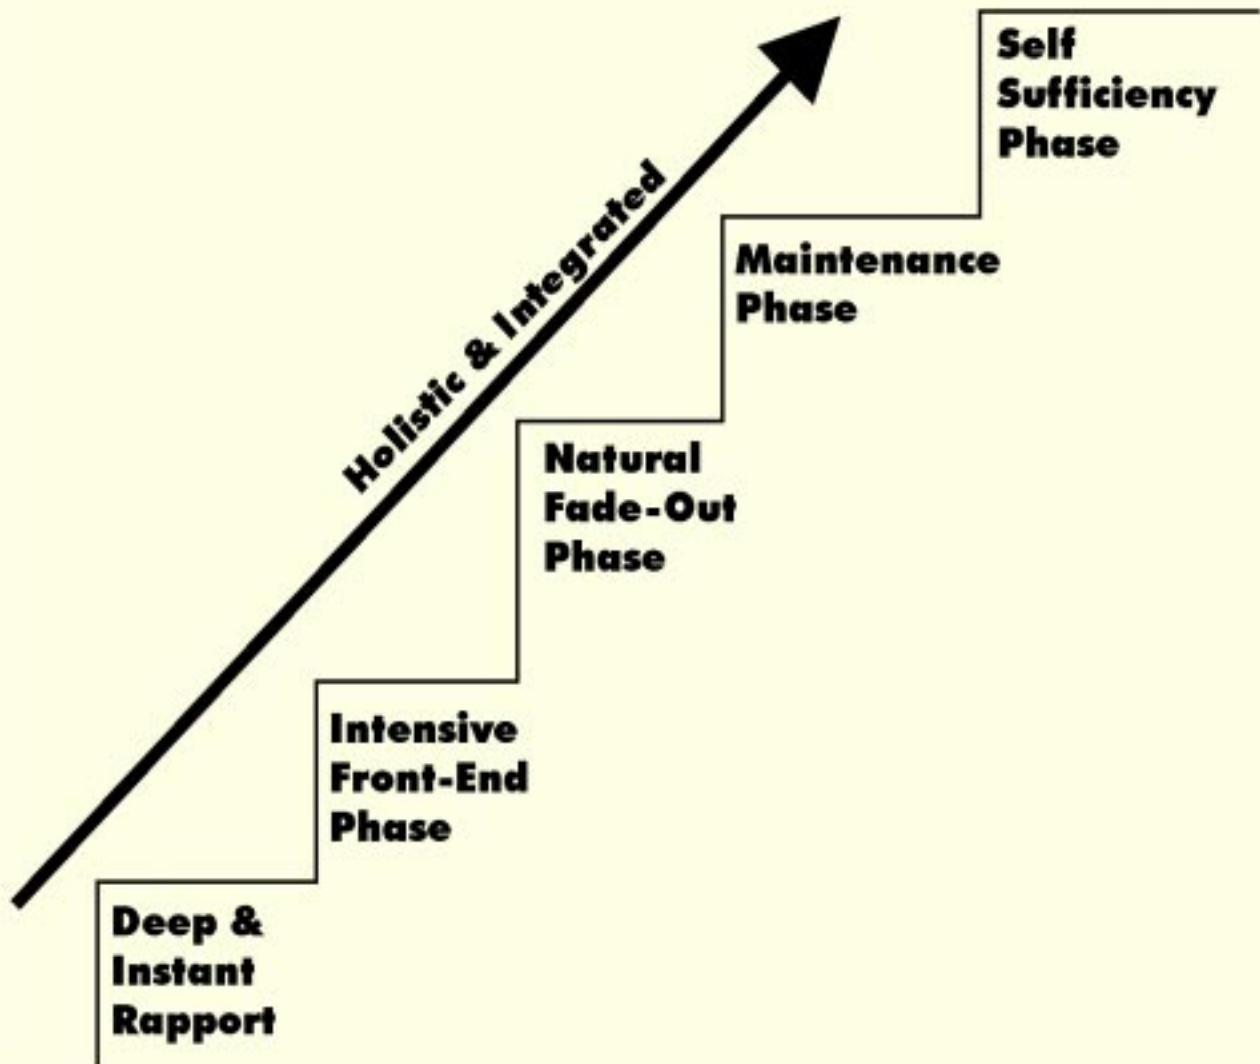 Self
Sufficiency
Phase
Maintenance
Phase
Holistic & Integrated
Natural
Fade-Out
Phase
Intensive
Front-End
Phase
Deep &
Instant
Rapport